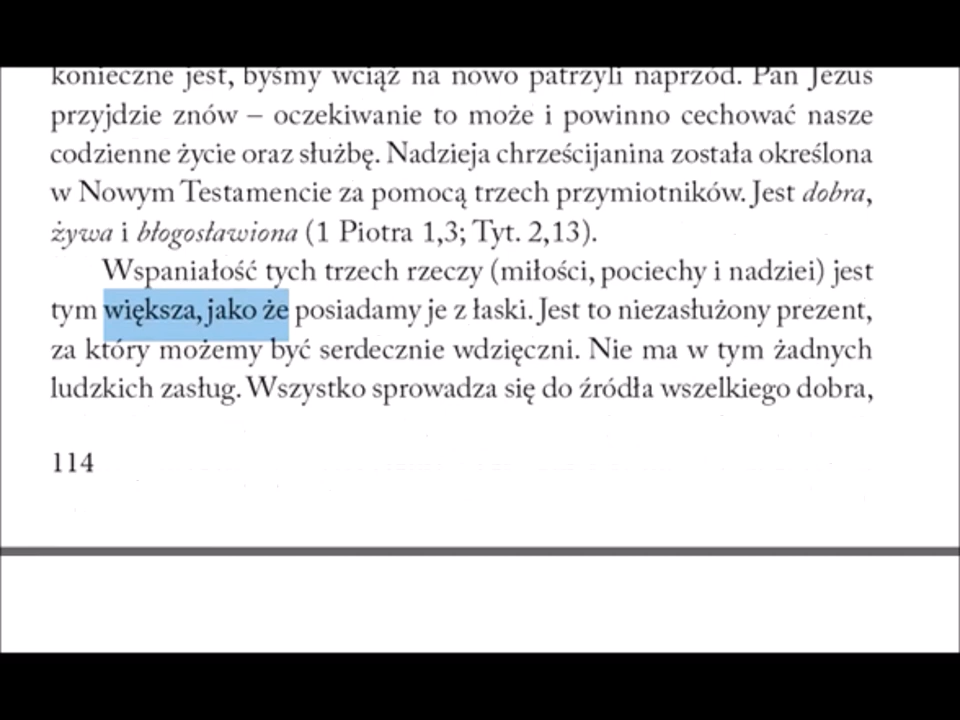 konieczne jest, byśmy wciąż na nowo patrzyli naprzód. Pan Jezus
przyjdzie znów – oczekiwanie to może i powinno cechować nasze
codzienne życie oraz służbę. Nadzieja chrześcijanina została określona
w Nowym Testamencie za pomocą trzech przymiotników. Jest dobra,
żywa i błogosławiona (1 Piotra 1,3; Tyt. 2,13).
Wspaniałość tych trzech rzeczy (miłości, pociechy i nadziei) jest
tym większa, jako że posiadamy je z łaski. Jest to niezasłużony prezent,
za który możemy być serdecznie wdzięczni. Nie ma w tym żadnych
ludzkich zasług. Wszystko sprowadza się do źródła wszelkiego dobra,
114